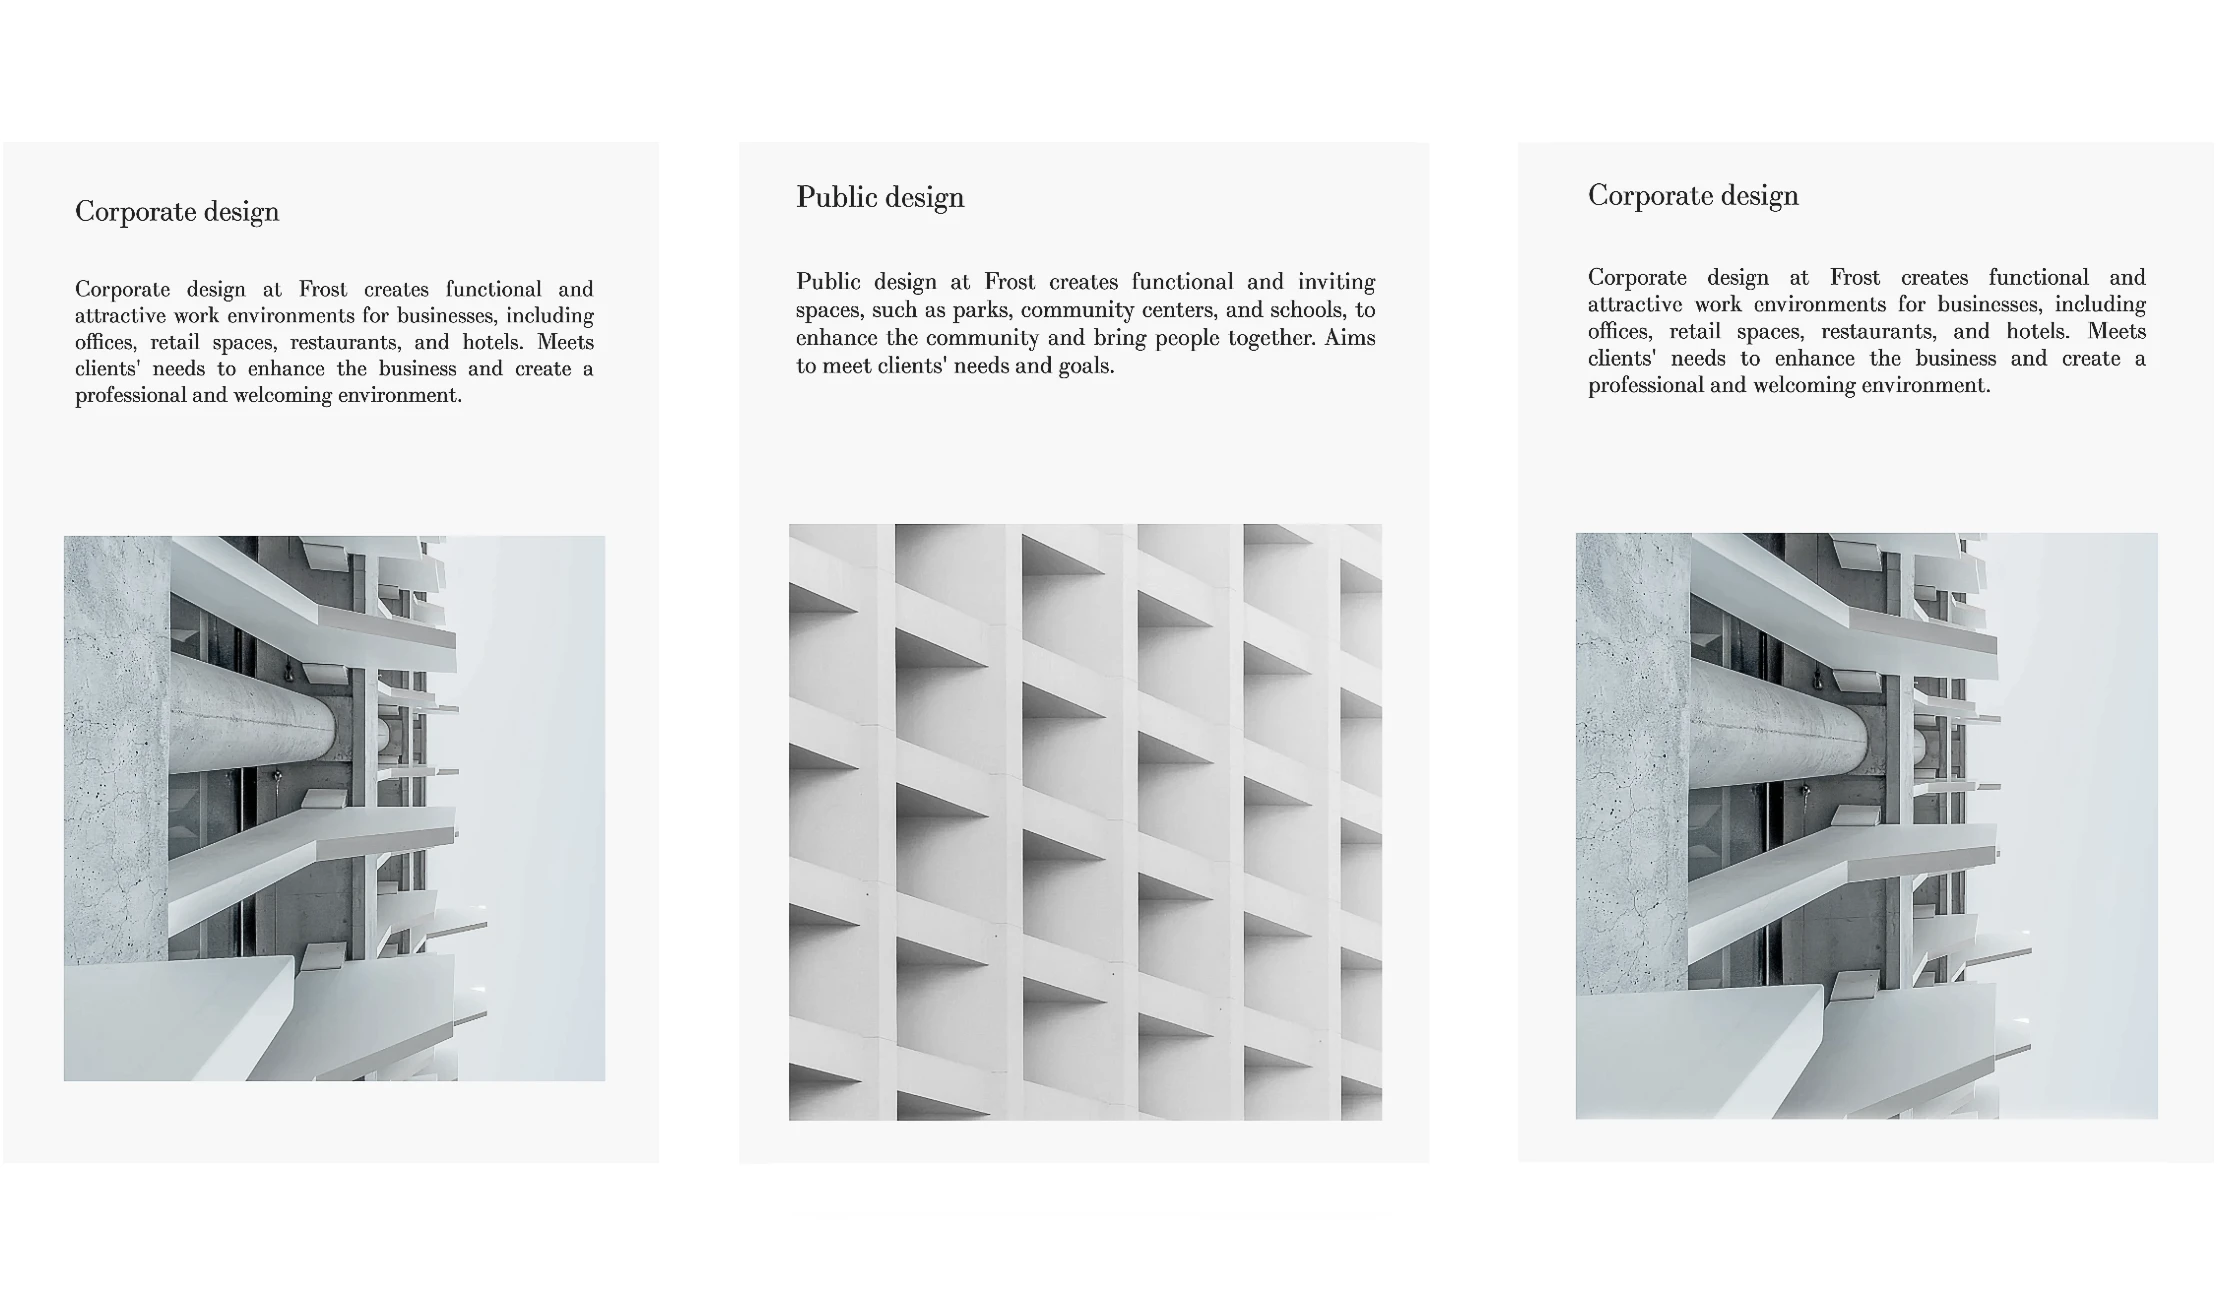 Corporate design
Corporate design at Frost creates functional and
attractive work environments for businesses, including
offices, retail spaces, restaurants, and hotels. Meets
clients' needs to enhance the business and create a
professional and welcoming environment.
Public design
Public design at Frost creates functional and inviting
spaces, such as parks, community centers, and schools, to
enhance the community and bring people together. Aims
to meet clients' needs and goals.
Corporate design
Corporate design at Frost creates functional and
attractive work environments for businesses, including
offices, retail spaces, restaurants, and hotels. Meets
clients' needs to enhance the business and create a
professional and welcoming environment.